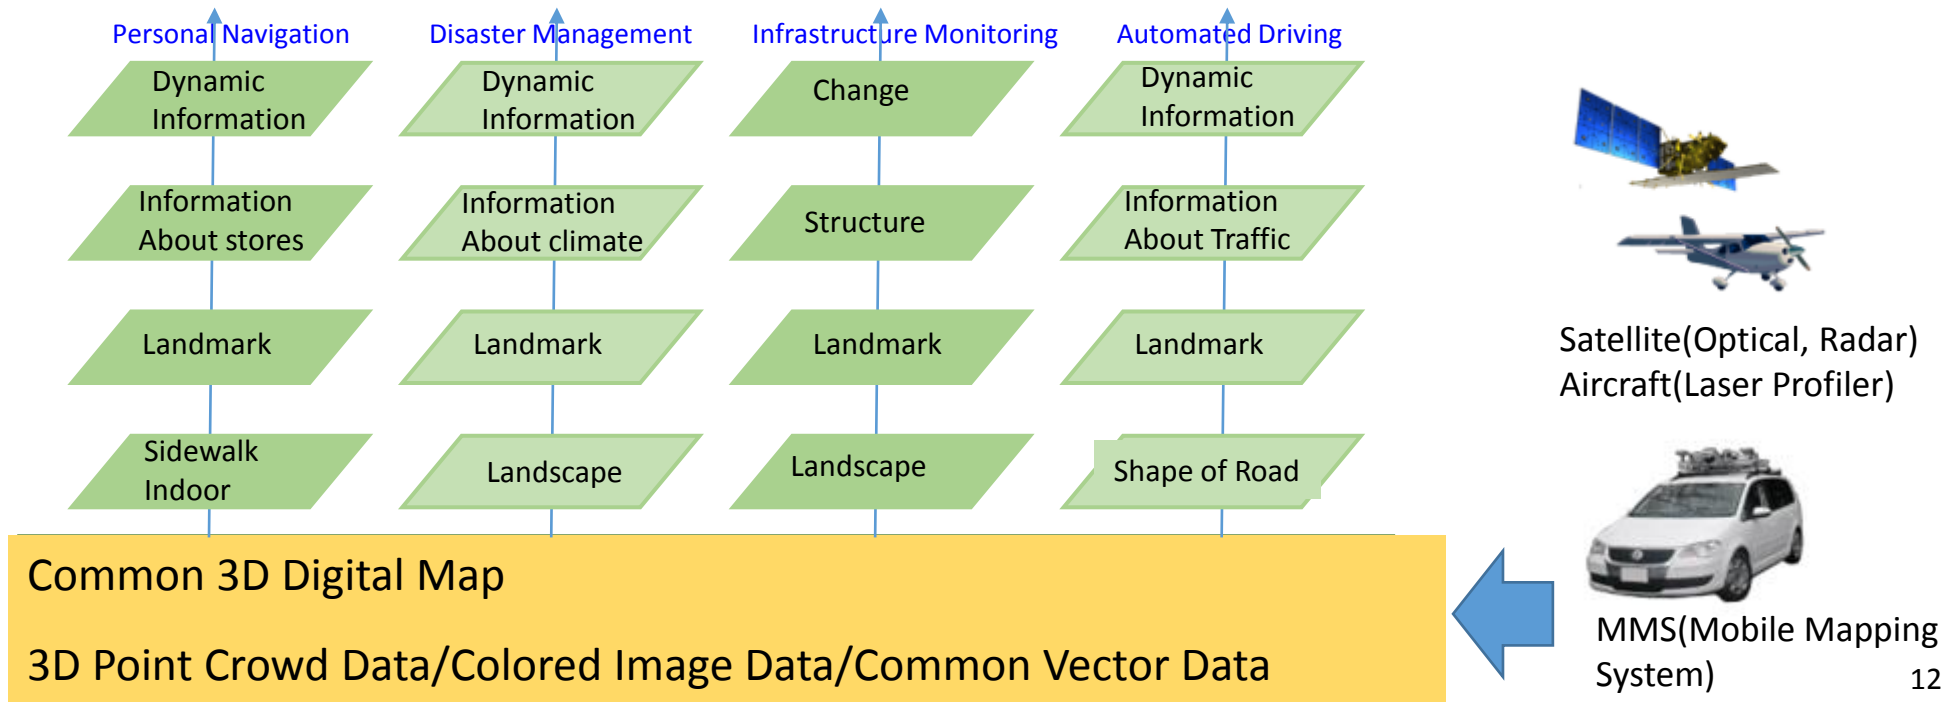 Personal Navigation
Disaster Management
Infrastructure Monitoring
Automated Driving
Dynamic
Information
Dynamic
Information
Change
Dynamic
Information
Information
About stores
Information
About climate
Structure
Information
About Traffic
Landmark
Landmark
Landmark
Landmark
Sidewalk
Indoor
Landscape
Landscape
Shape of Road
Satellite(Optical, Radar)
Aircraft(Laser Profiler)
Common 3D Digital Map
3D Point Crowd Data/Colored Image Data/Common Vector Data
MMS(Mobile Mapping
System)
12